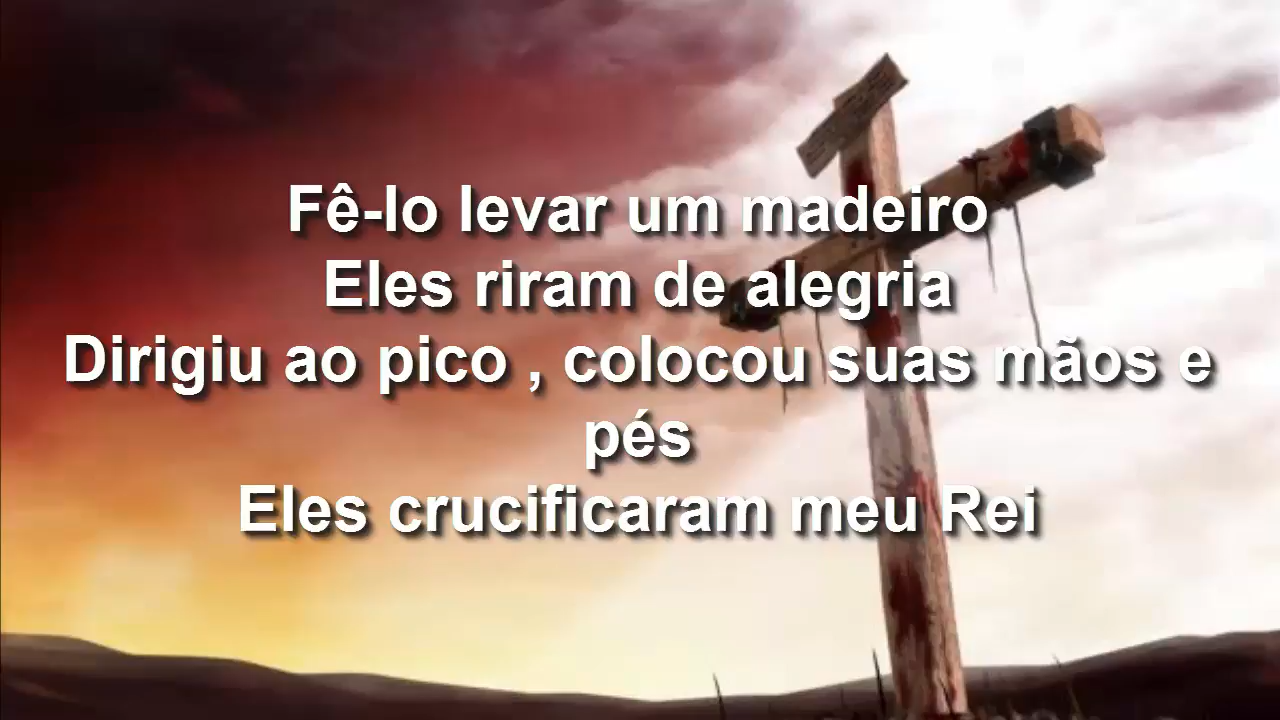 Fê-lo levar um madeiro
Eles riram de alegria
Dirigiu ao pico , colocou suas mãos e
pés
Eles crucificaram meu Rei